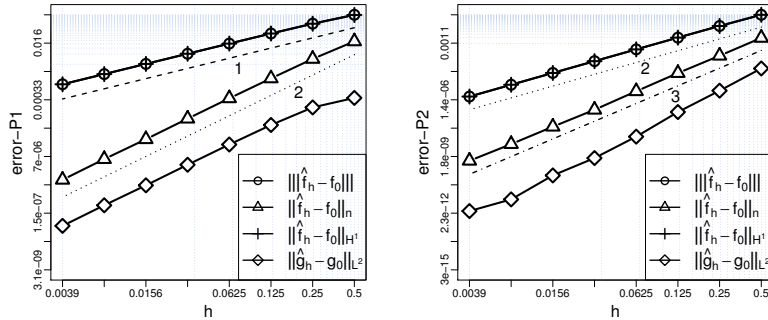 error−P1
0.016
0.00033
7e−06
1.5e−07
3.1e−09
1
2
|||f̂h − f0|||
||f̂h − f0||n
||f̂h − f0||H¹
||ĝh − g0||L²
0.0039
0.0156
0.0625
0.125
0.25
0.5
h
error−P2
0.0011
1.4e−06
1.8e−09
2.3e−12
3e−15
2
3
|||f̂h − f0|||
||f̂h − f0||n
||f̂h − f0||H¹
||ĝh − g0||L²
0.0039
0.0156
0.0625
0.125
0.25
0.5
h